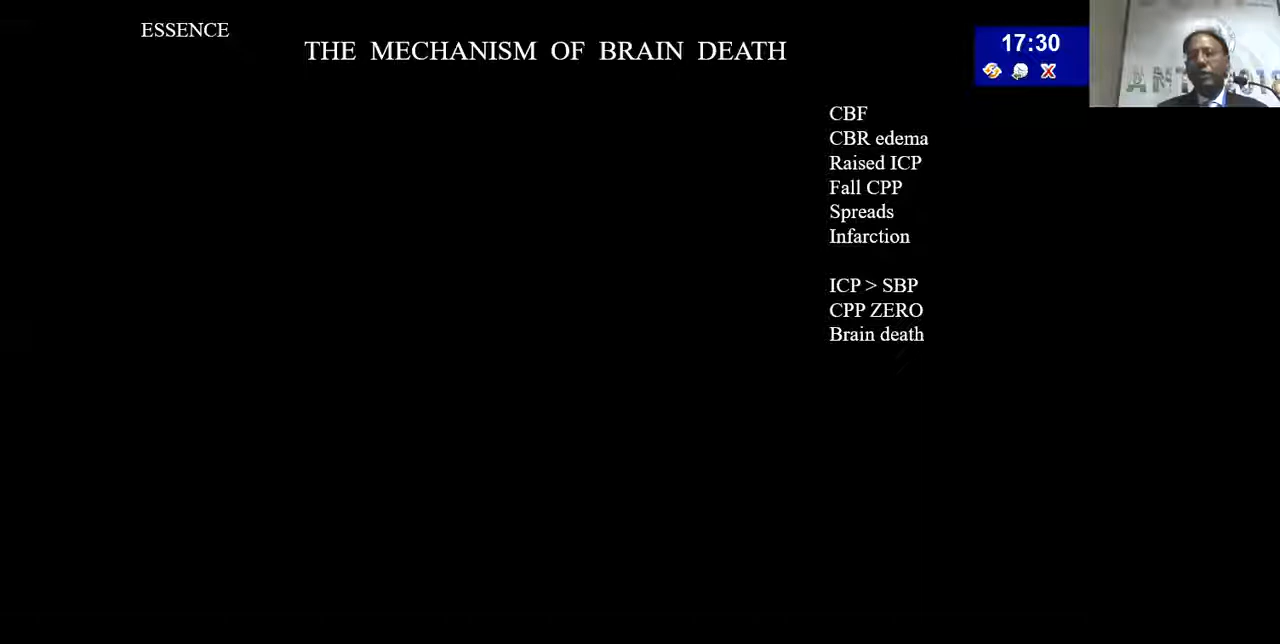 ESSENCE
THE MECHANISM OF BRAIN DEATH
17:30
CBF
CBR edema
Raised ICP
Fall CPP
Spreads
Infarction
ICP > SBP
CPP ZERO
Brain death